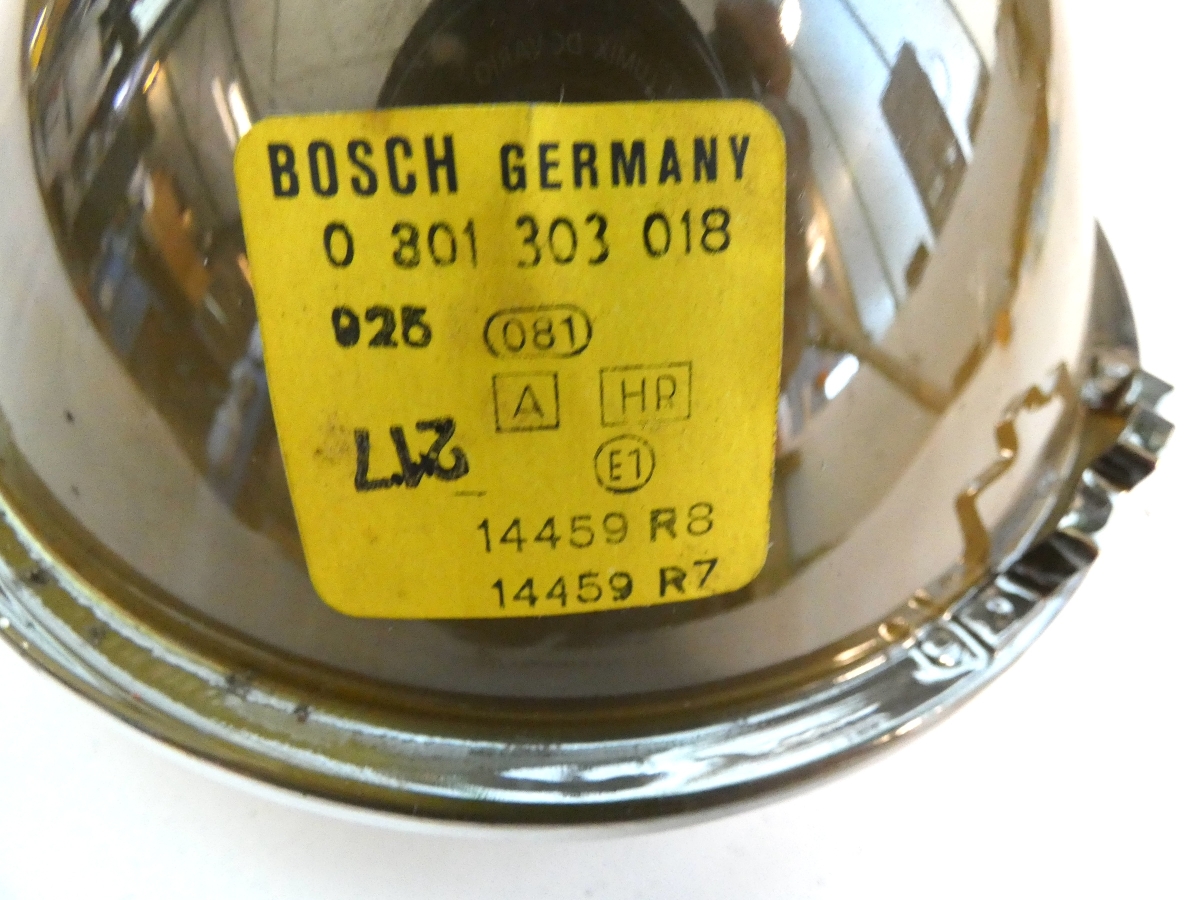 BOSCH GERMANY
0 301 303 018
925 081
A HR
E1
14459 R8
14459 R7